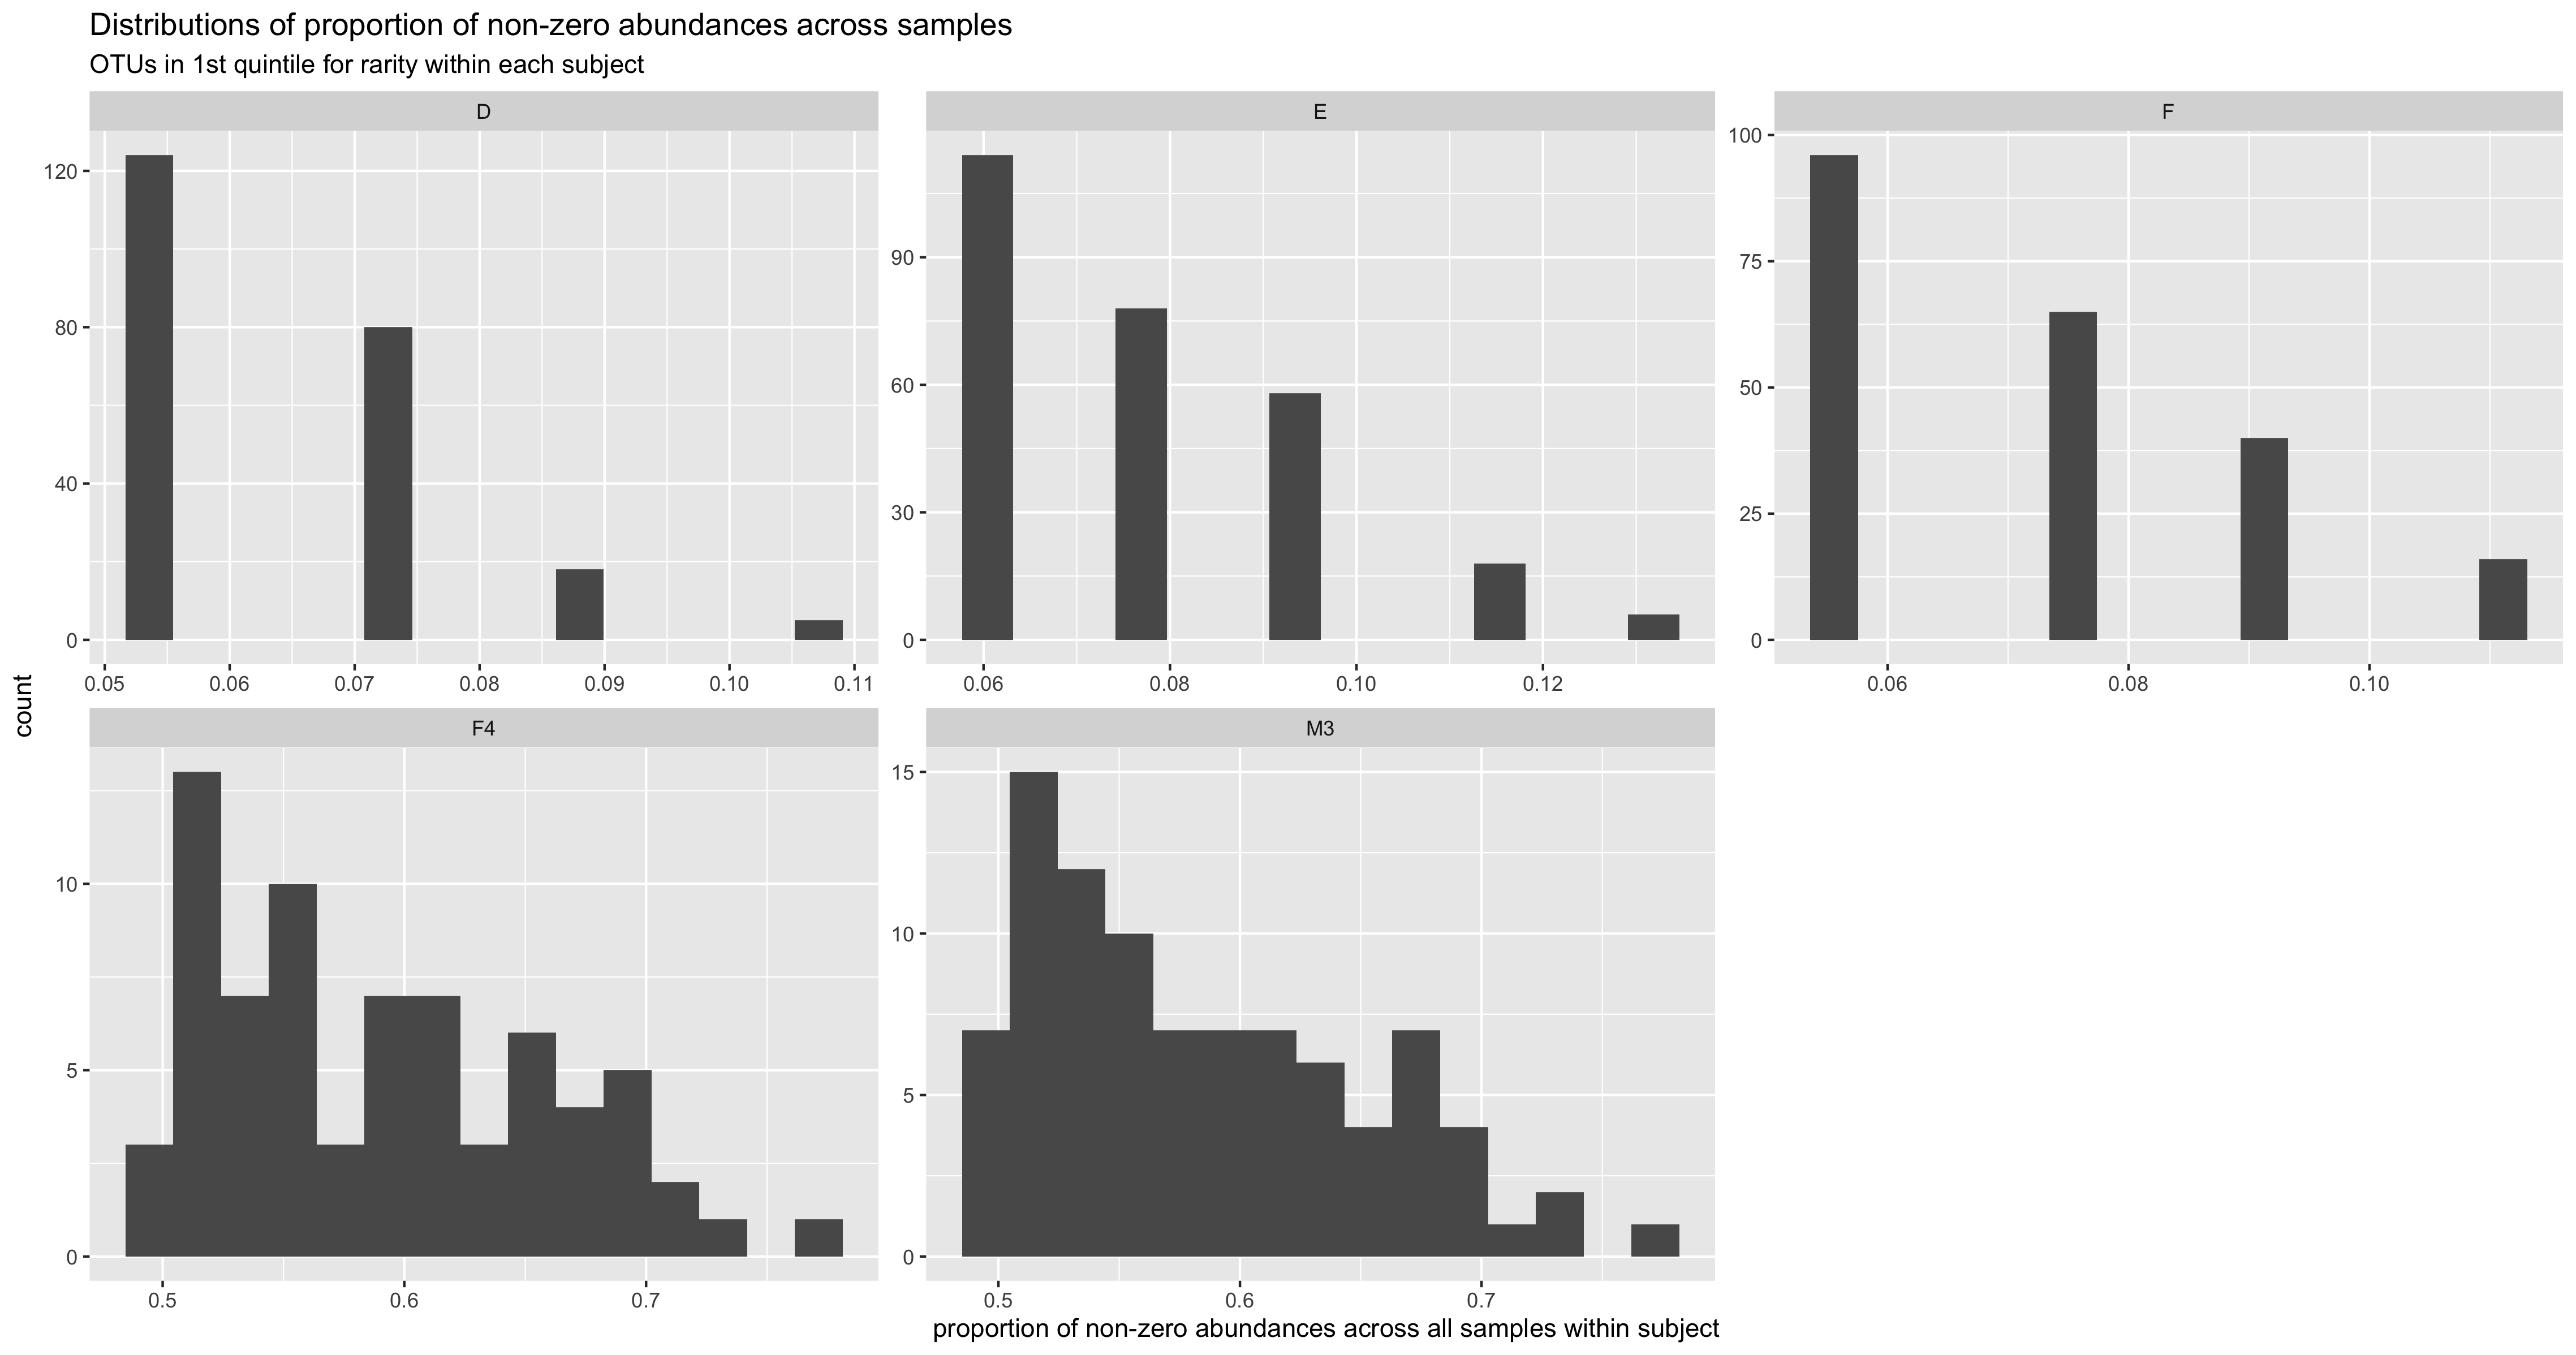 Distributions of proportion of non-zero abundances across samples
OTUs in 1st quintile for rarity within each subject
D
E
F
120
80
40
0
0.05 0.06 0.07 0.08 0.09 0.10 0.11
90
60
30
0
0.06 0.08 0.10 0.12
100
75
50
25
0
0.06 0.08 0.10
count
F4
M3
10
5
0
0.5 0.6 0.7
15
10
5
0
0.5 0.6 0.7
proportion of non-zero abundances across all samples within subject